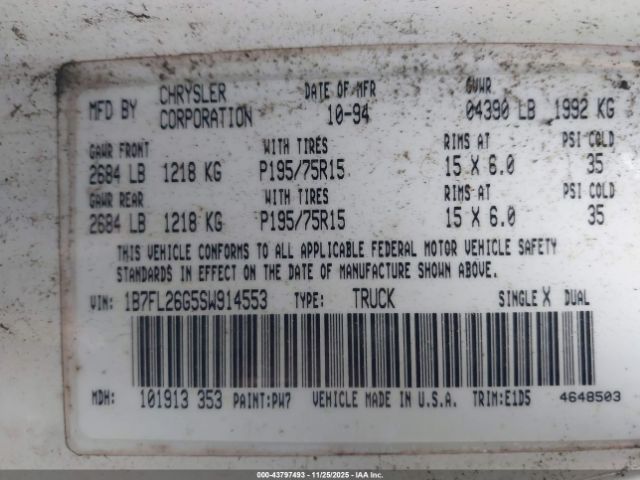 MFD BY CHRYSLER CORPORATION DATE OF MFR 10-94 GVWR 04390 LB 1992 KG
GAWR FRONT WITH TIRES RIMS AT PSI COLD
2684 LB 1218 KG P195/75R15 15 X 6.0 35
GAWR REAR WITH TIRES RIMS AT PSI COLD
2684 LB 1218 KG P195/75R15 15 X 6.0 35
THIS VEHICLE CONFORMS TO ALL APPLICABLE FEDERAL MOTOR VEHICLE SAFETY
STANDARDS IN EFFECT ON THE DATE OF MANUFACTURE SHOWN ABOVE.
VIN: 1B7FL26G5SW914553 TYPE: TRUCK SINGLE X DUAL
MDH: 101913 353 PAINT:PW7 VEHICLE MADE IN U.S.A. TRIM:E1D5 4648503
000-43797493 - 11/25/2025 - IAA Inc.